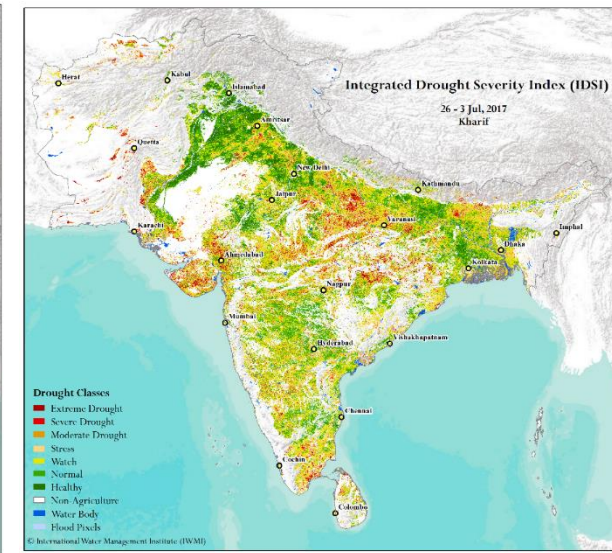 Integrated Drought Severity Index (IDSI)
26 - 3 Jul, 2017
Kharif
Herat
Kabul
Islamabad
Amritsar
Quetta
New Delhi
Jaipur
Kathmandu
Karachi
Varanasi
Imphal
Dhaka
Ahmedabad
Kolkata
Nagpur
Mumbai
Hyderabad
Vishakhapatnam
Chennai
Cochin
Colombo
Drought Classes
Extreme Drought
Severe Drought
Moderate Drought
Stress
Watch
Normal
Healthy
Non-Agriculture
Water Body
Flood Pixels
© International Water Management Institute (IWMI)